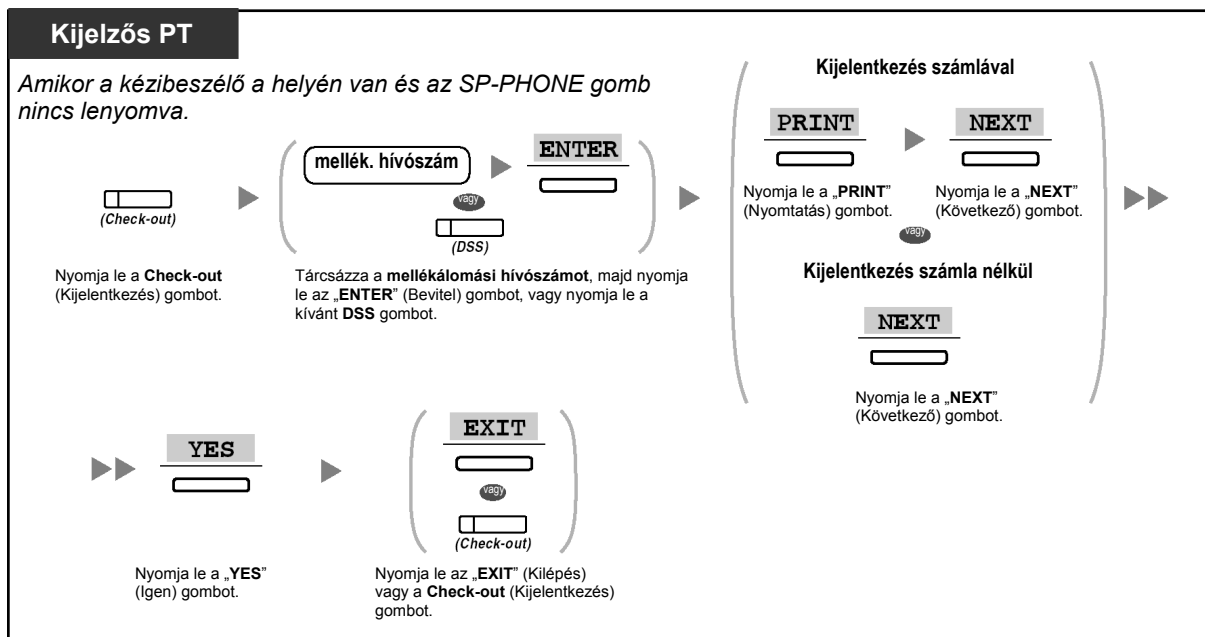 Kijelzős PT
Amikor a kézibeszélő a helyén van és az SP-PHONE gomb
nincs lenyomva.
(Check-out)
Nyomja le a Check-out
(Kijelentkezés) gombot.
mellék. hívószám
ENTER
vagy
(DSS)
Tárcsázza a mellékálomási hívószámot, majd nyomja
le az „ENTER” (Bevitel) gombot, vagy nyomja le a
kívánt DSS gombot.
Kijelentkezés számlával
PRINT
NEXT
Nyomja le a „PRINT”
(Nyomtatás) gombot.
Nyomja le a „NEXT”
(Következő) gombot.
vagy
Kijelentkezés számla nélkül
NEXT
Nyomja le a „NEXT”
(Következő) gombot.
YES
Nyomja le a „YES”
(Igen) gombot.
EXIT
vagy
(Check-out)
Nyomja le az „EXIT” (Kilépés)
vagy a Check-out (Kijelentkezés)
gombot.